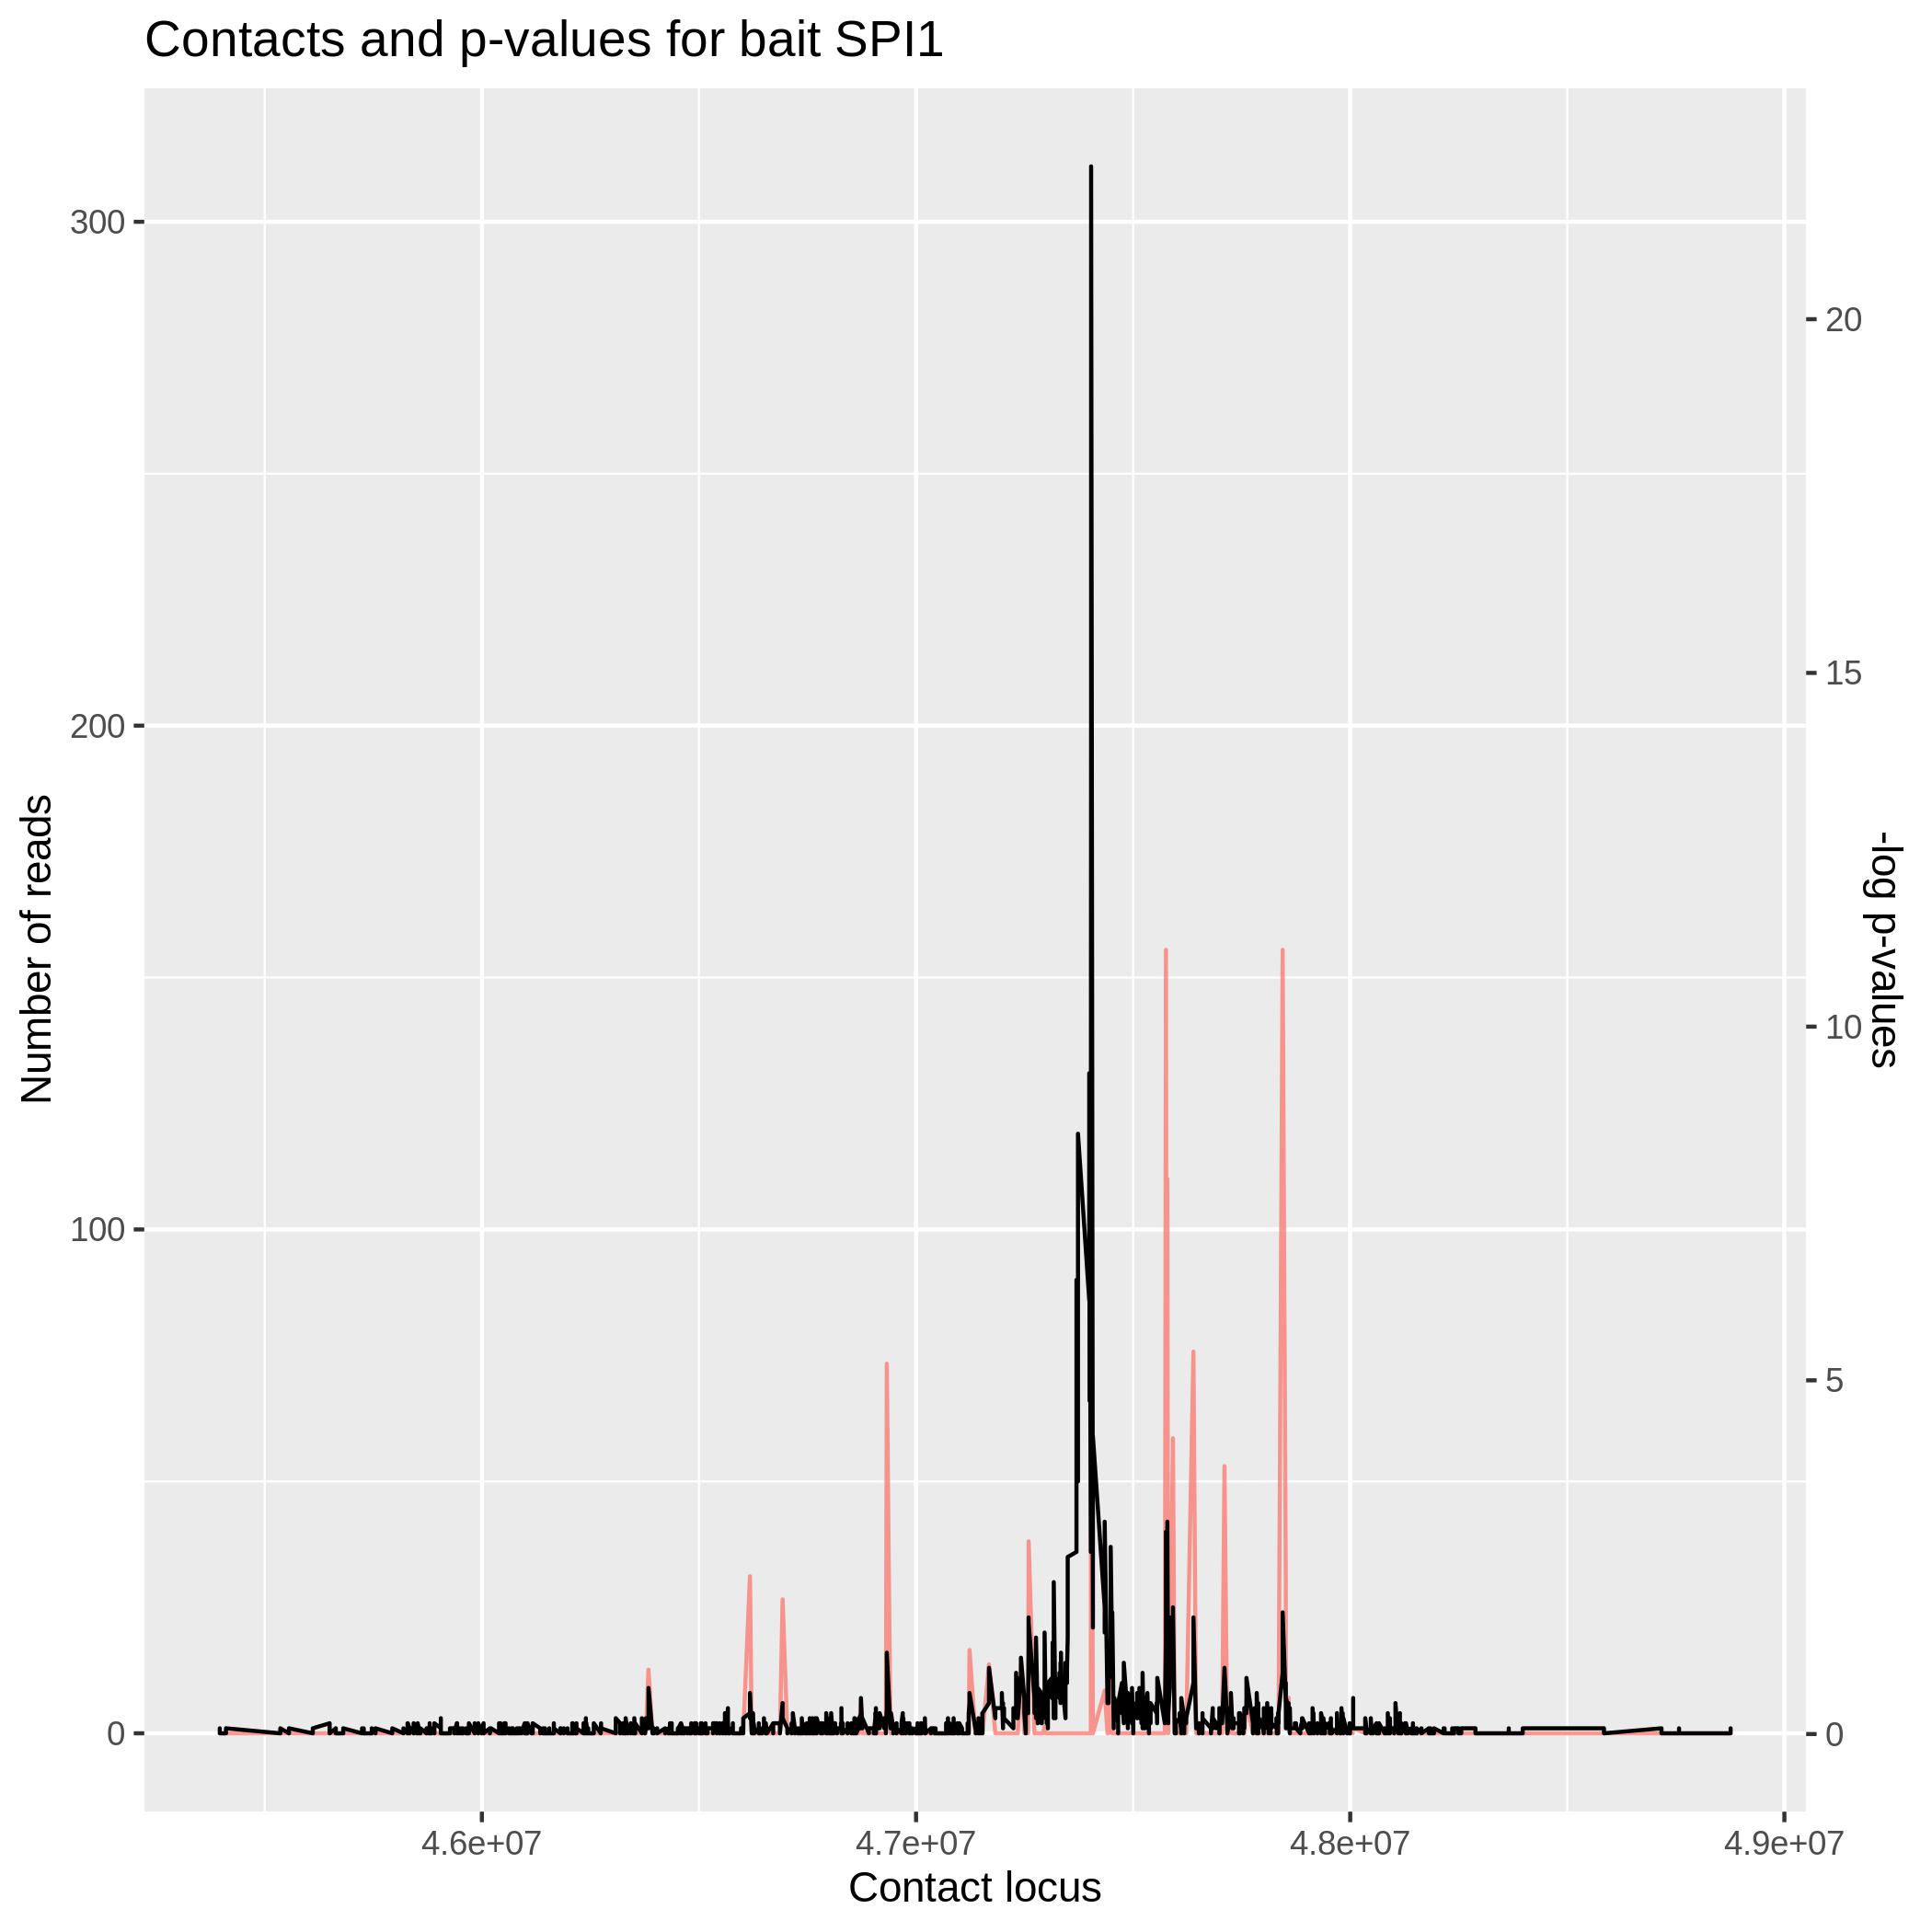 Contacts and p-values for bait SPI1
300
200
100
0
Number of reads
20
15
10
5
0
-log p-values
4.6e+07
4.7e+07
4.8e+07
4.9e+07
Contact locus